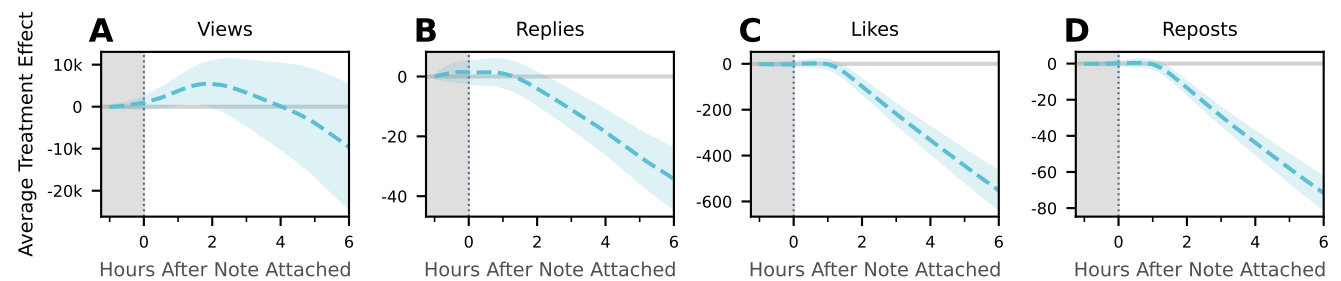 Average Treatment Effect
A Views
10k
0
-10k
-20k
0 2 4 6
Hours After Note Attached
B Replies
0
-20
-40
0 2 4 6
Hours After Note Attached
C Likes
0
-200
-400
-600
0 2 4 6
Hours After Note Attached
D Reposts
0
-20
-40
-60
-80
0 2 4 6
Hours After Note Attached